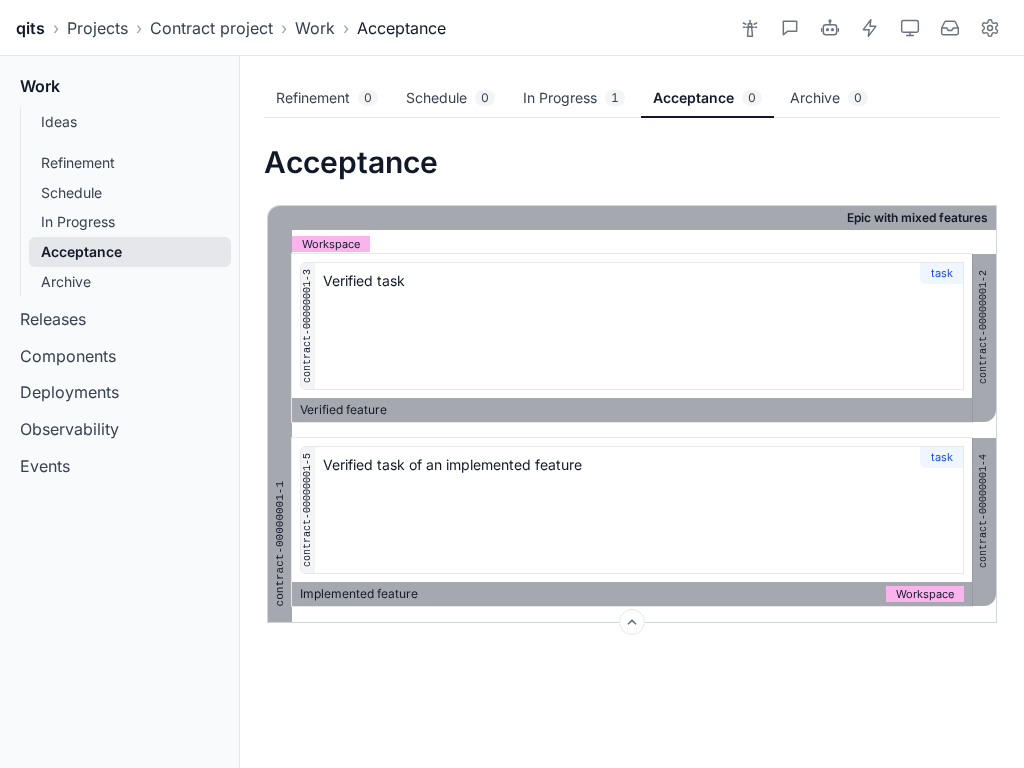 qits › Projects › Contract project › Work › Acceptance
Work
Ideas
Refinement
Schedule
In Progress
Acceptance
Archive
Releases
Components
Deployments
Observability
Events
Refinement 0
Schedule 0
In Progress 1
Acceptance 0
Archive 0
Acceptance
Epic with mixed features
contract-00000001-1
Workspace
contract-00000001-3
Verified task
task
contract-00000001-2
Verified feature
contract-00000001-5
Verified task of an implemented feature
task
contract-00000001-4
Implemented feature
Workspace